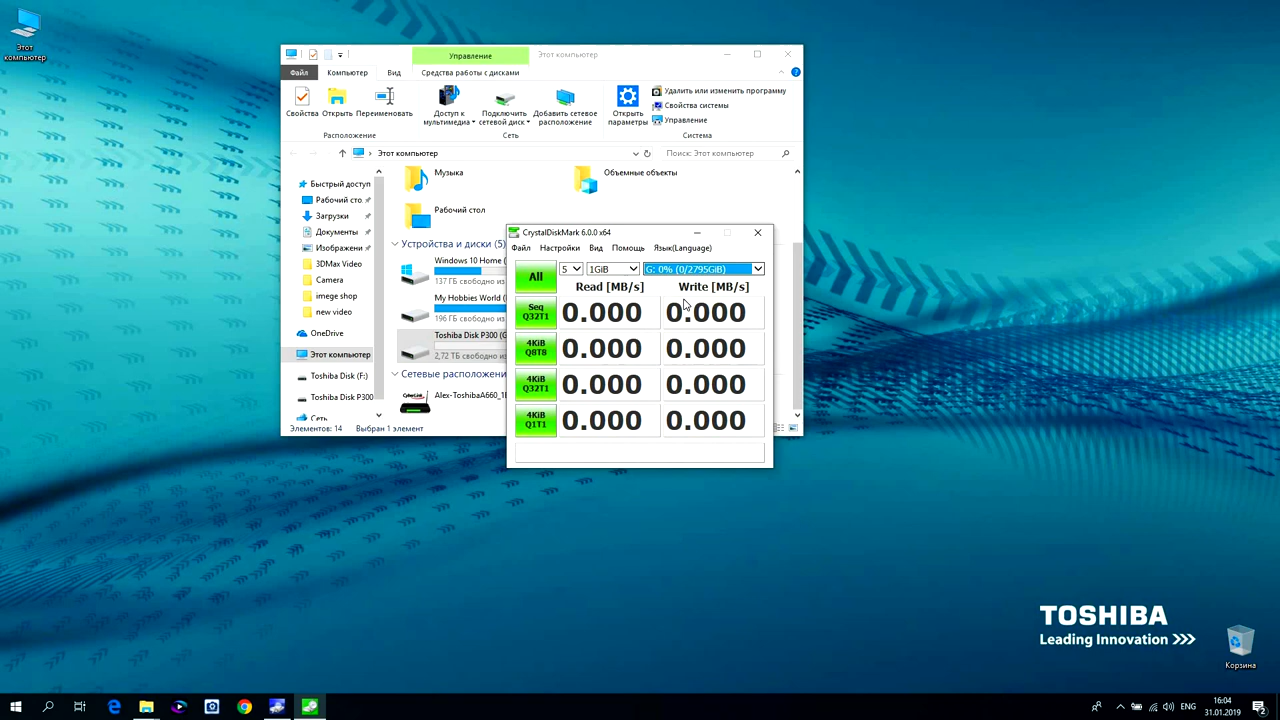 Этот
компьютер
Управление
Этот компьютер
Файл
Компьютер
Вид
Средства работы с дисками
Свойства
Открыть
Переименовать
Доступ к
мультимедиа
Подключить
сетевой диск
Добавить сетевое
расположение
Открыть
параметры
Удалить или изменить программу
Свойства системы
Управление
Расположение
Сеть
Система
Этот компьютер
Поиск: Этот компьютер
Быстрый доступ
Рабочий сто
Загрузки
Документы
Изображени
3DMax Video
Camera
imege shop
new video
OneDrive
Этот компьютер
Toshiba Disk (F:)
Toshiba Disk P300
Сеть
Музыка
Объемные объекты
Рабочий стол
Устройства и диски (5)
Windows 10 Home (
137 ГБ свободно из
My Hobbies World (
196 ГБ свободно из
Toshiba Disk P300 (G
2,72 ТБ свободно из
Сетевые расположени
Alex-ToshibaA660_1
Элементов: 14
Выбран 1 элемент
CrystalDiskMark 6.0.0 x64
Файл Настройки Вид Помощь Язык(Language)
All
5
1GiB
G: 0% (0/2795GiB)
Read [MB/s]
Write [MB/s]
Seq
Q32T1
0.000
0.000
4KiB
Q8T8
0.000
0.000
4KiB
Q32T1
0.000
0.000
4KiB
Q1T1
0.000
0.000
TOSHIBA
Leading Innovation >>>
Корзина
ENG
16:04
31.01.2019
2